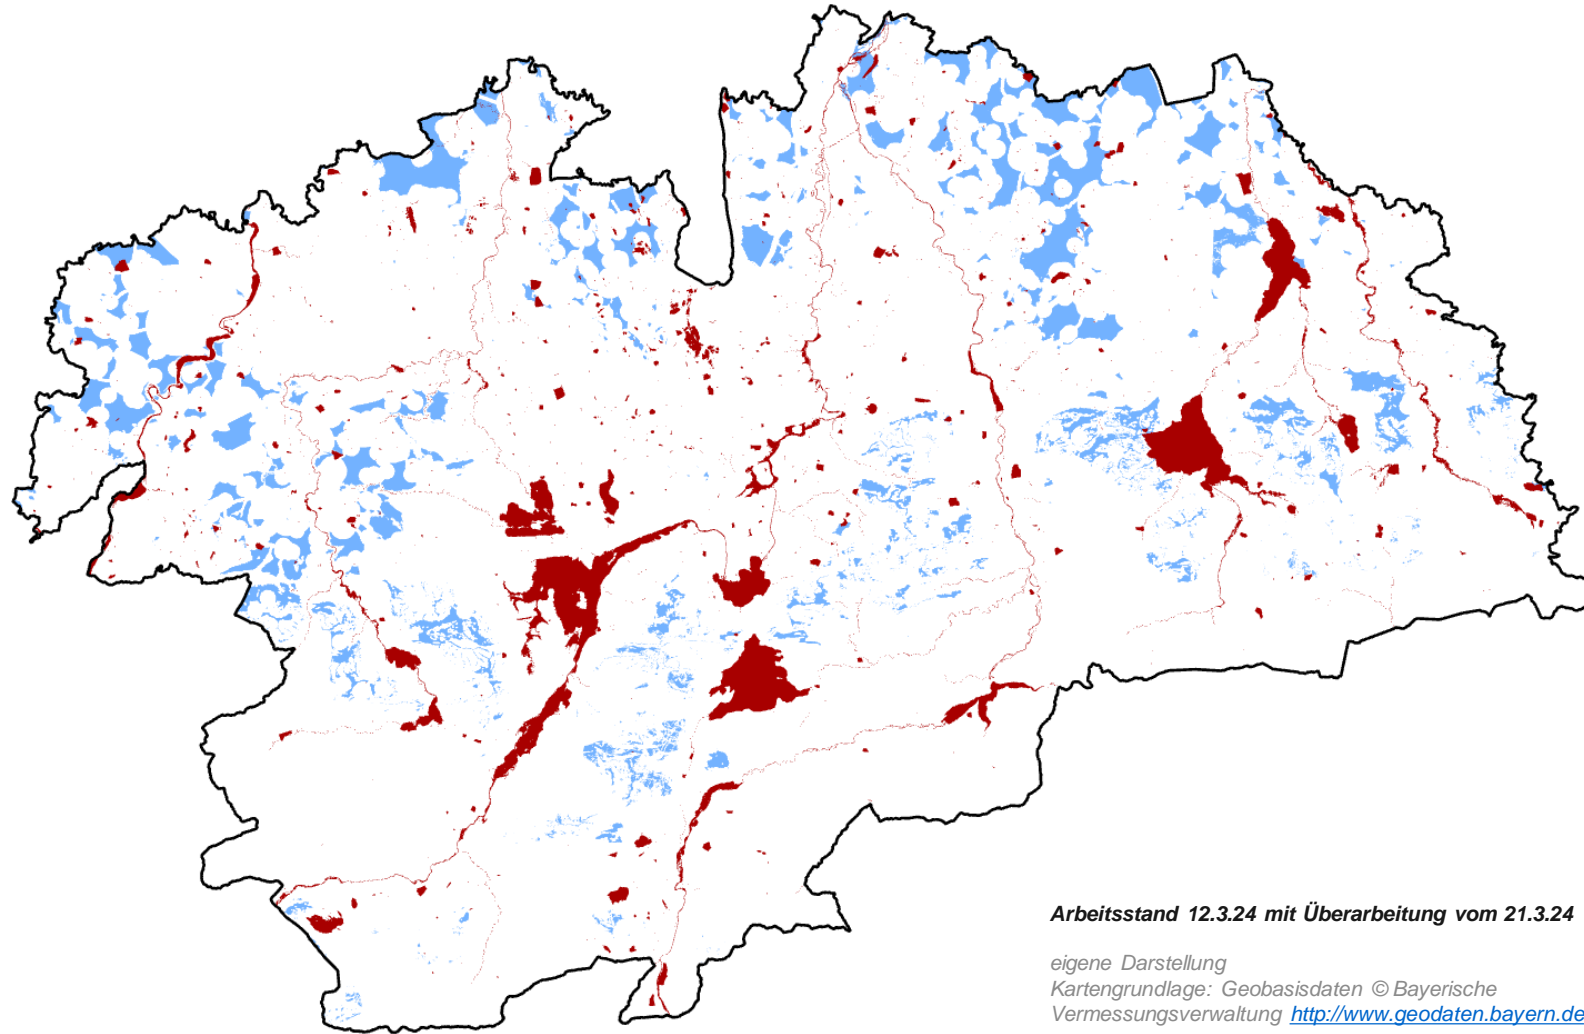 Arbeitsstand 12.3.24 mit Überarbeitung vom 21.3.24
eigene Darstellung
Kartengrundlage: Geobasisdaten © Bayerische
Vermessungsverwaltung http://www.geodaten.bayern.de